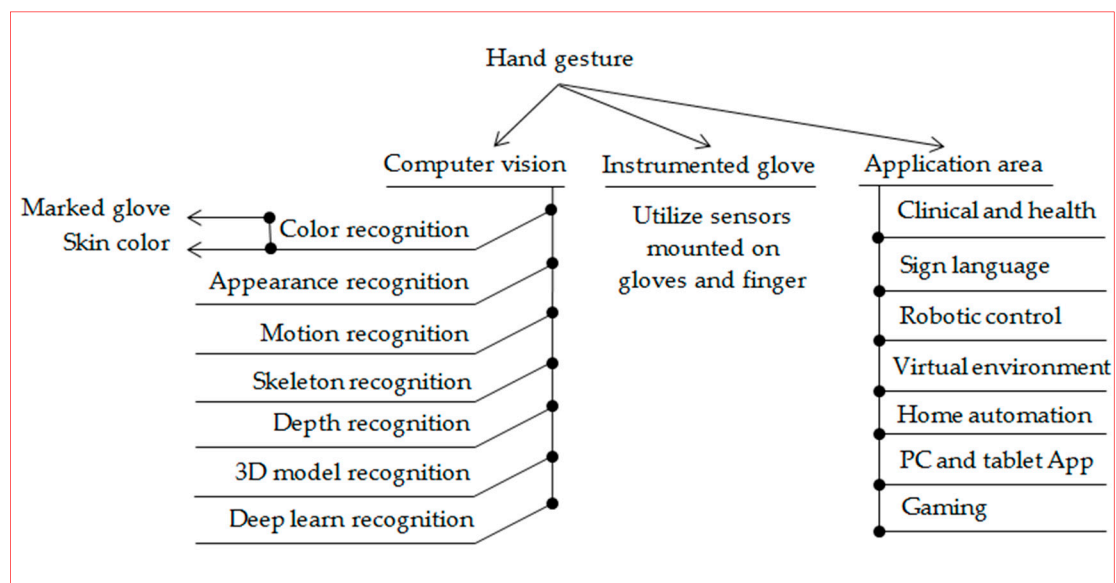 Hand gesture
Computer vision
Instrumented glove
Application area
Marked glove
Skin color
Color recognition
Appearance recognition
Motion recognition
Skeleton recognition
Depth recognition
3D model recognition
Deep learn recognition
Utilize sensors
mounted on
gloves and finger
Clinical and health
Sign language
Robotic control
Virtual environment
Home automation
PC and tablet App
Gaming